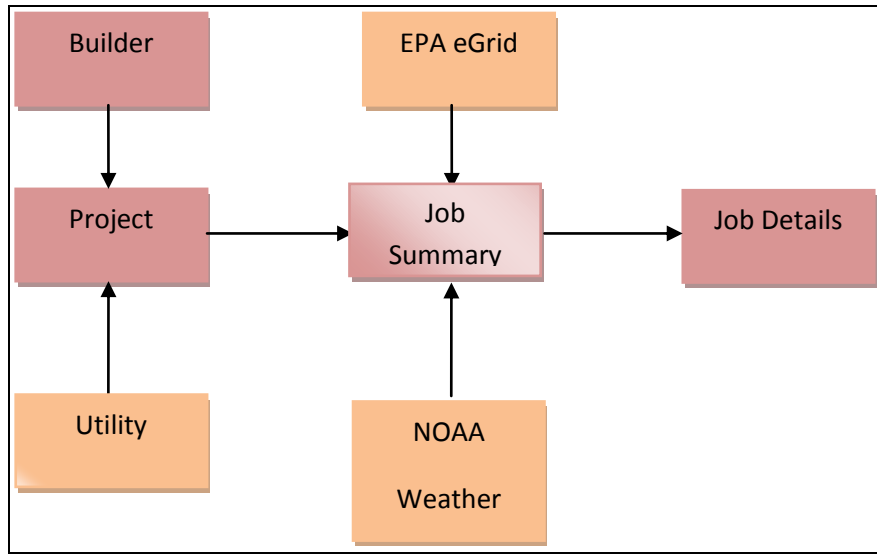 Builder
EPA eGrid
Project
Job
Summary
Job Details
Utility
NOAA
Weather